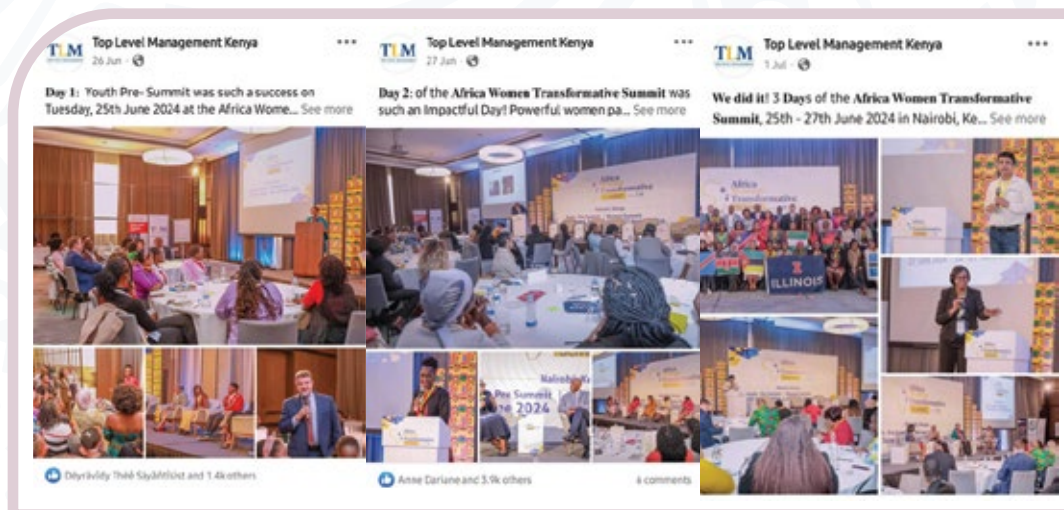 TLM
Top Level Management Kenya
26 Jun
Day 1: Youth Pre- Summit was such a success on
Tuesday, 25th June 2024 at the Africa Wome... See more
and 1.4k others
TLM
Top Level Management Kenya
27 Jun
Day 2: of the Africa Women Transformative Summit was
such an Impactful Day! Powerful women pa... See more
Africa
Transformative
Nairobi
Pre Summit
2024
Anne Dariane and 3.9k others
6 comments
TLM
Top Level Management Kenya
1 Jul
We did it! 3 Days of the Africa Women Transformative
Summit, 25th - 27th June 2024 in Nairobi, Ke... See more
Africa
Transformative
ILLINOIS